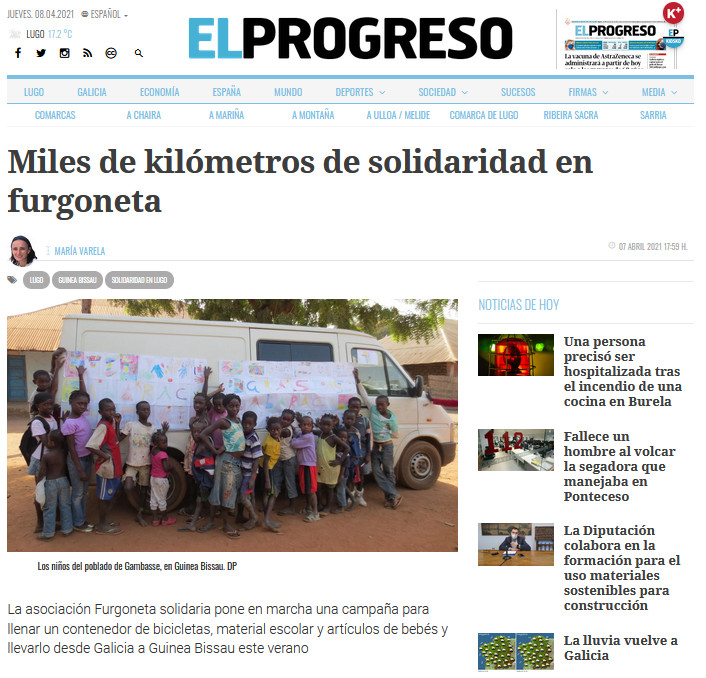 JUEVES. 08.04.2021 ESPAÑOL
LUGO 17.2 °C
EL PROGRESO
K+
EL PROGRESO
La vacuna de AstraZeneca se
administrará a partir de hoy
EP
LUGO GALICIA ECONOMÍA ESPAÑA MUNDO DEPORTES SOCIEDAD SUCESOS FIRMAS MEDIA
COMARCAS A CHAIRA A MARIÑA A MONTAÑA A ULLOA / MELIDE COMARCA DE LUGO RIBEIRA SACRA SARRIA
Miles de kilómetros de solidaridad en
furgoneta
MARÍA VARELA
07 ABRIL 2021 17:59 H.
LUGO GUINEA BISSAU SOLIDARIDAD EN LUGO
Los niños del poblado de Gambasse, en Guinea Bissau. DP
La asociación Furgoneta solidaria pone en marcha una campaña para
llenar un contenedor de bicicletas, material escolar y artículos de bebés y
llevarlo desde Galicia a Guinea Bissau este verano
NOTICIAS DE HOY
Una persona
precisó ser
hospitalizada tras
el incendio de una
cocina en Burela
112
Fallece un
hombre al volcar
la segadora que
manejaba en
Ponteceso
La Diputación
colabora en la
formación para el
uso materiales
sostenibles para
construcción
La lluvia vuelve a
Galicia